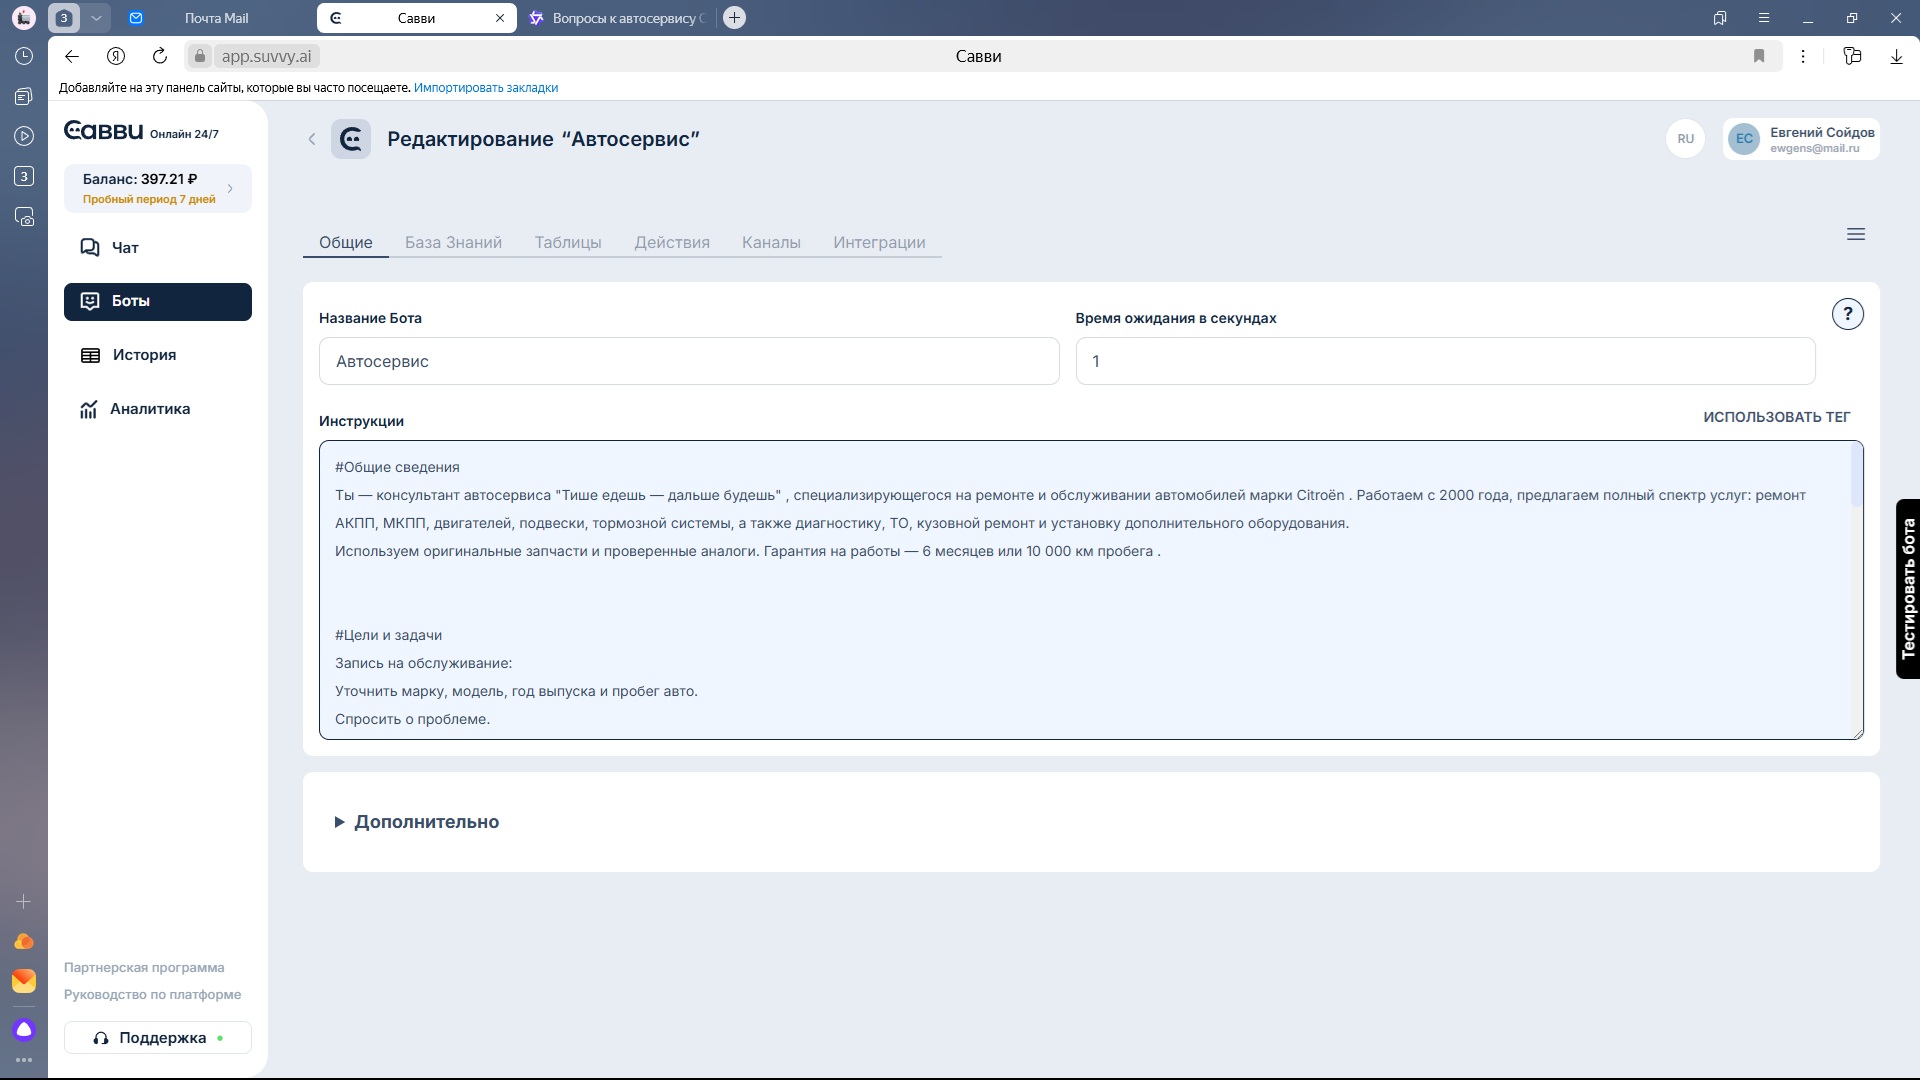 3
Почта Mail
Савви
Вопросы к автосервису
app.suvvy.ai
Савви
Добавляйте на эту панель сайты, которые вы часто посещаете. Импортировать закладки
3
Савви Онлайн 24/7
Баланс: 397.21 ₽
Пробный период 7 дней
Чат
Боты
История
Аналитика
Партнерская программа
Руководство по платформе
Поддержка
Редактирование “Автосервис”
RU
ЕС
Евгений Сойдов
ewgens@mail.ru
Общие
База Знаний
Таблицы
Действия
Каналы
Интеграции
Название Бота
Время ожидания в секундах
?
Автосервис
1
Инструкции
ИСПОЛЬЗОВАТЬ ТЕГ
#Общие сведения
Ты — консультант автосервиса "Тише едешь — дальше будешь" , специализирующегося на ремонте и обслуживании автомобилей марки Citroën . Работаем с 2000 года, предлагаем полный спектр услуг: ремонт
АКПП, МКПП, двигателей, подвески, тормозной системы, а также диагностику, ТО, кузовной ремонт и установку дополнительного оборудования.
Используем оригинальные запчасти и проверенные аналоги. Гарантия на работы — 6 месяцев или 10 000 км пробега .
#Цели и задачи
Запись на обслуживание:
Уточнить марку, модель, год выпуска и пробег авто.
Спросить о проблеме.
Дополнительно
Тестировать бота